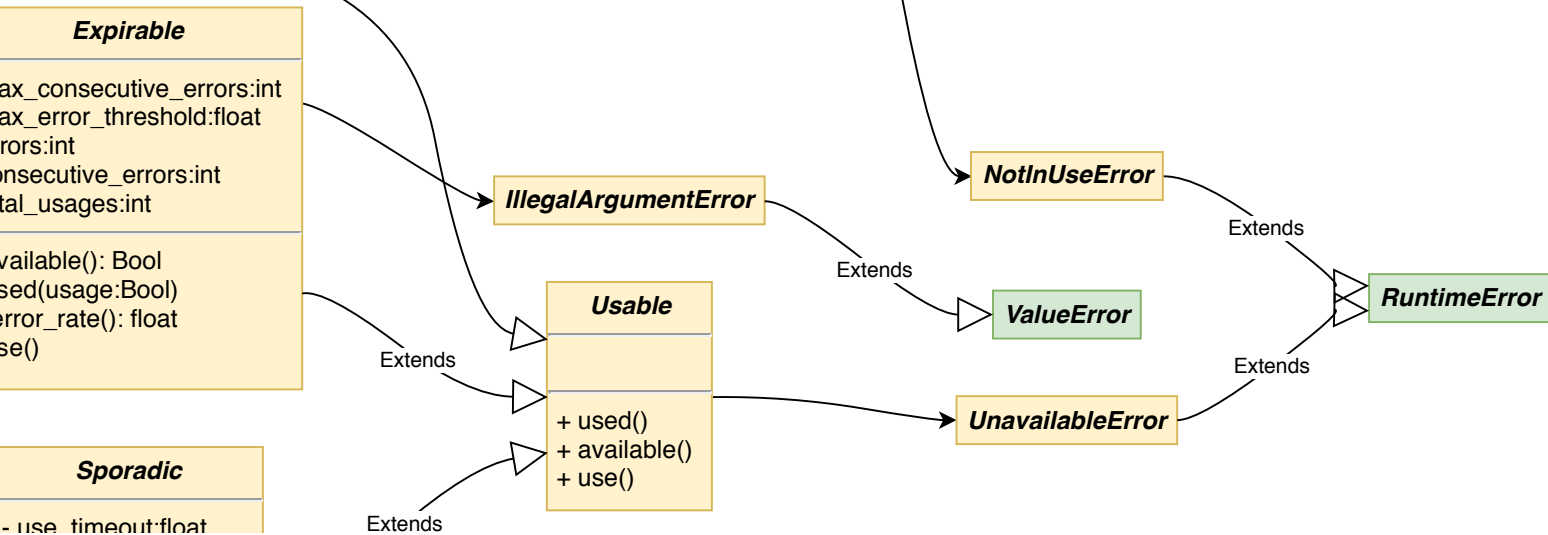 Expirable
ax_consecutive_errors:int
ax_error_threshold:float
rors:int
onsecutive_errors:int
tal_usages:int
vailable(): Bool
sed(usage:Bool)
error_rate(): float
se()
Extends
Sporadic
- use_timeout:float
Extends
IllegalArgumentError
Extends
ValueError
Usable
+ used()
+ available()
+ use()
NotInUseError
Extends
RuntimeError
Extends
UnavailableError